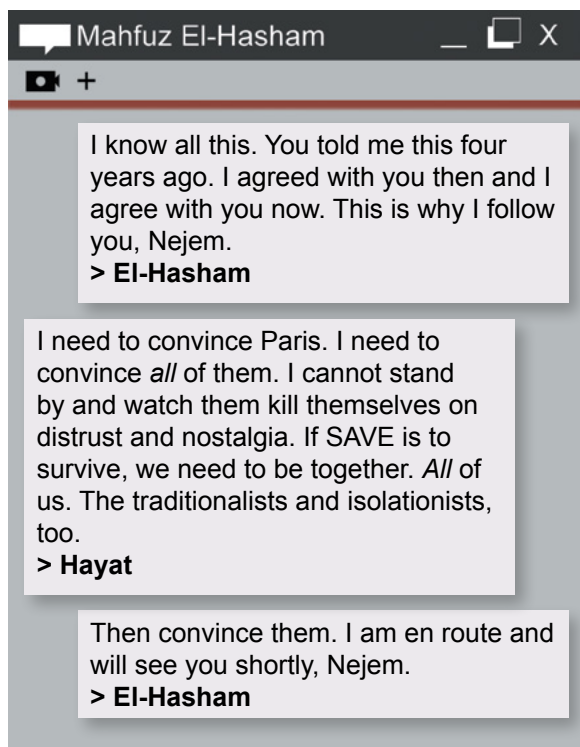 Mahfuz El-Hasham
I know all this. You told me this four
years ago. I agreed with you then and I
agree with you now. This is why I follow
you, Nejem.
> El-Hasham
I need to convince Paris. I need to
convince all of them. I cannot stand
by and watch them kill themselves on
distrust and nostalgia. If SAVE is to
survive, we need to be together. All of
us. The traditionalists and isolationists,
too.
> Hayat
Then convince them. I am en route and
will see you shortly, Nejem.
> El-Hasham